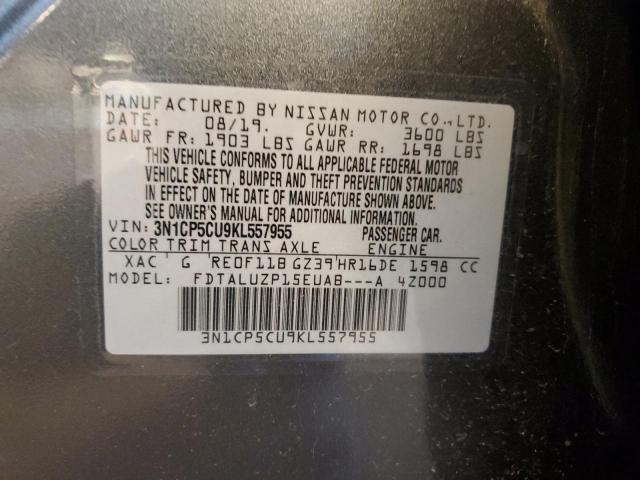 MANUFACTURED BY NISSAN MOTOR CO.,LTD.
DATE: 08/19. GVWR: 3600 LBS
GAWR FR: 1903 LBS GAWR RR: 1698 LBS
THIS VEHICLE CONFORMS TO ALL APPLICABLE FEDERAL MOTOR
VEHICLE SAFETY, BUMPER AND THEFT PREVENTION STANDARDS
IN EFFECT ON THE DATE OF MANUFACTURE SHOWN ABOVE.
SEE OWNER'S MANUAL FOR ADDITIONAL INFORMATION.
VIN: 3N1CP5CU9KL557955 PASSENGER CAR.
COLOR TRIM TRANS AXLE ENGINE
XAC G RE0F11B GZ39 HR16DE 1598 CC
MODEL: FDTALUZP15EUAB---A 4Z000
3N1CP5CU9KL557955